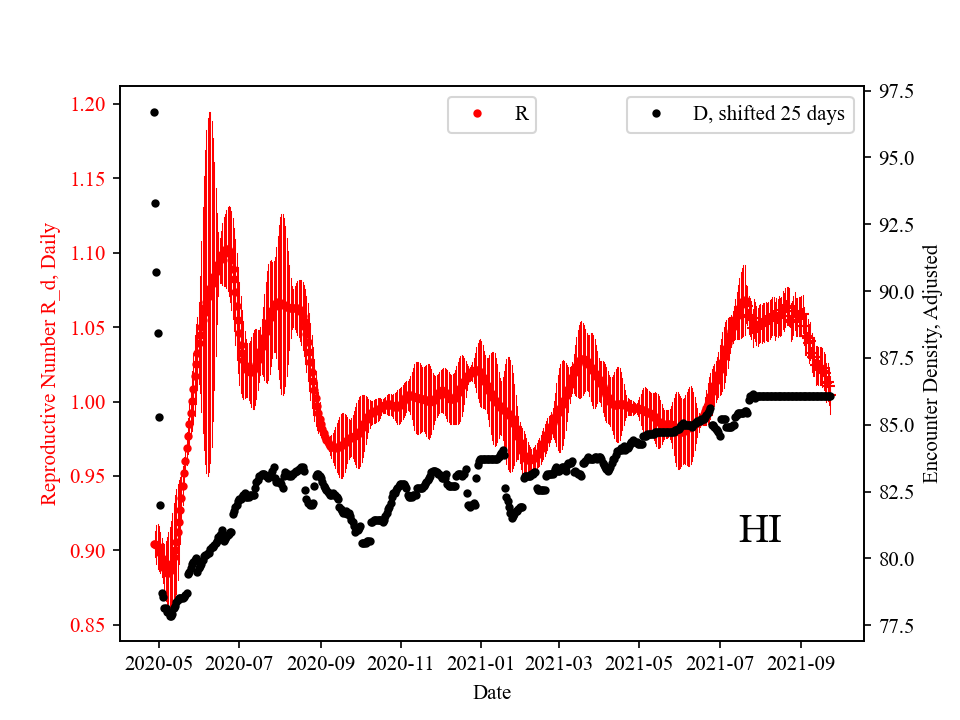 R
D, shifted 25 days
1.20
1.15
1.10
1.05
1.00
0.95
0.90
0.85
Reproductive Number R_d, Daily
97.5
95.0
92.5
90.0
87.5
85.0
82.5
80.0
77.5
Encounter Density, Adjusted
HI
2020-05 2020-07 2020-09 2020-11 2021-01 2021-03 2021-05 2021-07 2021-09
Date